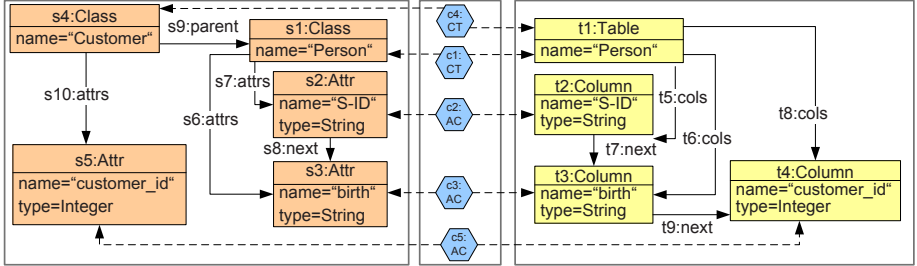 s4:Class
name="Customer“
s9:parent
s1:Class
name="Person“
s7:attrs
s2:Attr
name="S-ID“
type=String
s10:attrs
s6:attrs
s8:next
s5:Attr
name="customer_id“
type=Integer
s3:Attr
name="birth“
type=String
c4:
CT
c1:
CT
c2:
AC
c3:
AC
c5:
AC
t1:Table
name="Person“
t2:Column
name="S-ID“
type=String
t5:cols
t8:cols
t6:cols
t7:next
t3:Column
name="birth“
type=String
t4:Column
name="customer_id“
type=Integer
t9:next